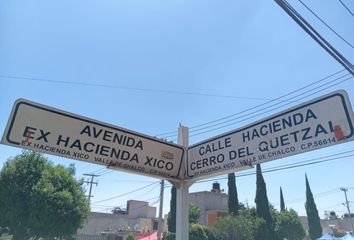 AVENIDA
EX HACIENDA XICO
EX HACIENDA XICO VALLE DE CHALCO C.P.
CALLE HACIENDA
CERRO DEL QUETZAL
EX HACIENDA XICO VALLE DE CHALCO C.P. 56614